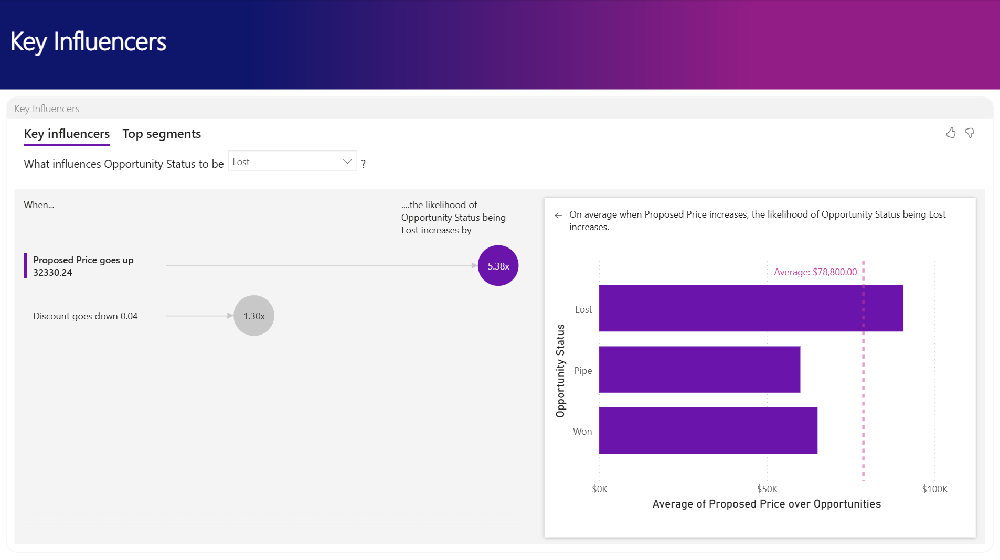 Key Influencers
Key Influencers
Key influencers
Top segments
What influences Opportunity Status to be
Lost
?
When...
....the likelihood of
Opportunity Status being
Lost increases by
Proposed Price goes up
32330.24
5.38x
Discount goes down 0.04
1.30x
On average when Proposed Price increases, the likelihood of Opportunity Status being Lost
increases.
Average: $78,800.00
Opportunity Status
Lost
Pipe
Won
$0K
$50K
$100K
Average of Proposed Price over Opportunities